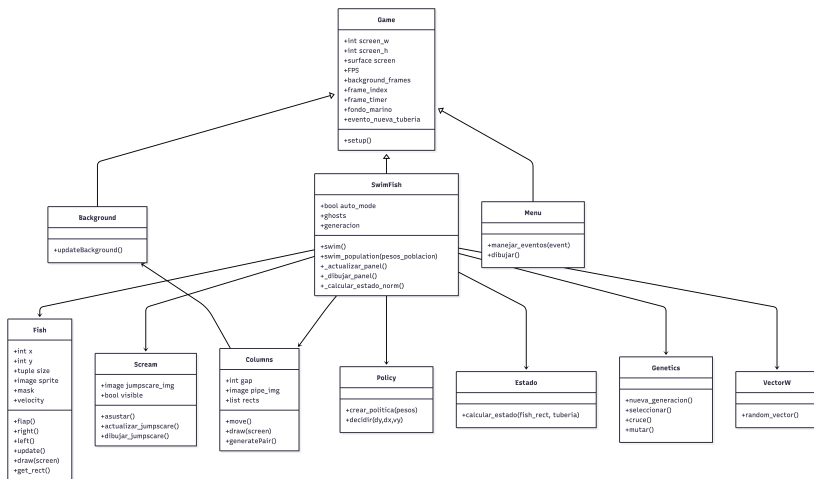 Game
+int screen_w
+int screen_h
+surface screen
+FPS
+background_frames
+frame_index
+frame_timer
+fondo_marino
+evento_nueva_tuberia
+setup()
Background
+updateBackground()
SwimFish
+bool auto_mode
+ghosts
+generacion
+swim()
+swim_population(pesos_poblacion)
+_actualizar_panel()
+_dibujar_panel()
+_calcular_estado_norm()
Menu
+manejar_eventos(event)
+dibujar()
Fish
+int x
+int y
+tuple size
+image sprite
+mask
+velocity
+flap()
+right()
+left()
+update()
+draw(screen)
+get_rect()
Scream
+image jumpscare_img
+bool visible
+asustar()
+actualizar_jumpscare()
+dibujar_jumpscare()
Columns
+int gap
+image pipe_img
+list rects
+move()
+draw(screen)
+generatePair()
Policy
+crear_politica(pesos)
+decidir(dy,dx,vy)
Estado
+calcular_estado(fish_rect, tuberia)
Genetics
+nueva_generacion()
+seleccionar()
+cruce()
+mutar()
VectorW
+random_vector()